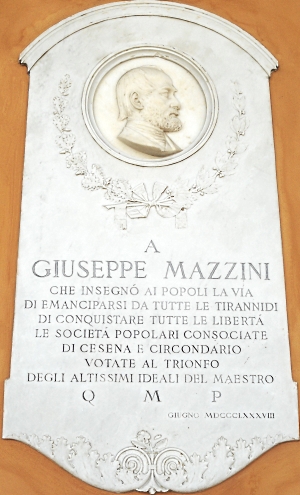 A
GIUSEPPE MAZZINI
CHE INSEGNÒ AI POPOLI LA VIA
DI EMANCIPARSI DA TUTTE LE TIRANNIDI
DI CONQUISTARE TUTTE LE LIBERTÀ
LE SOCIETÀ POPOLARI CONSOCIATE
DI CESENA E CIRCONDARIO
VOTATE AL TRIONFO
DEGLI ALTISSIMI IDEALI DEL MAESTRO
Q M P
GIUGNO MDCCCLXXXVIII